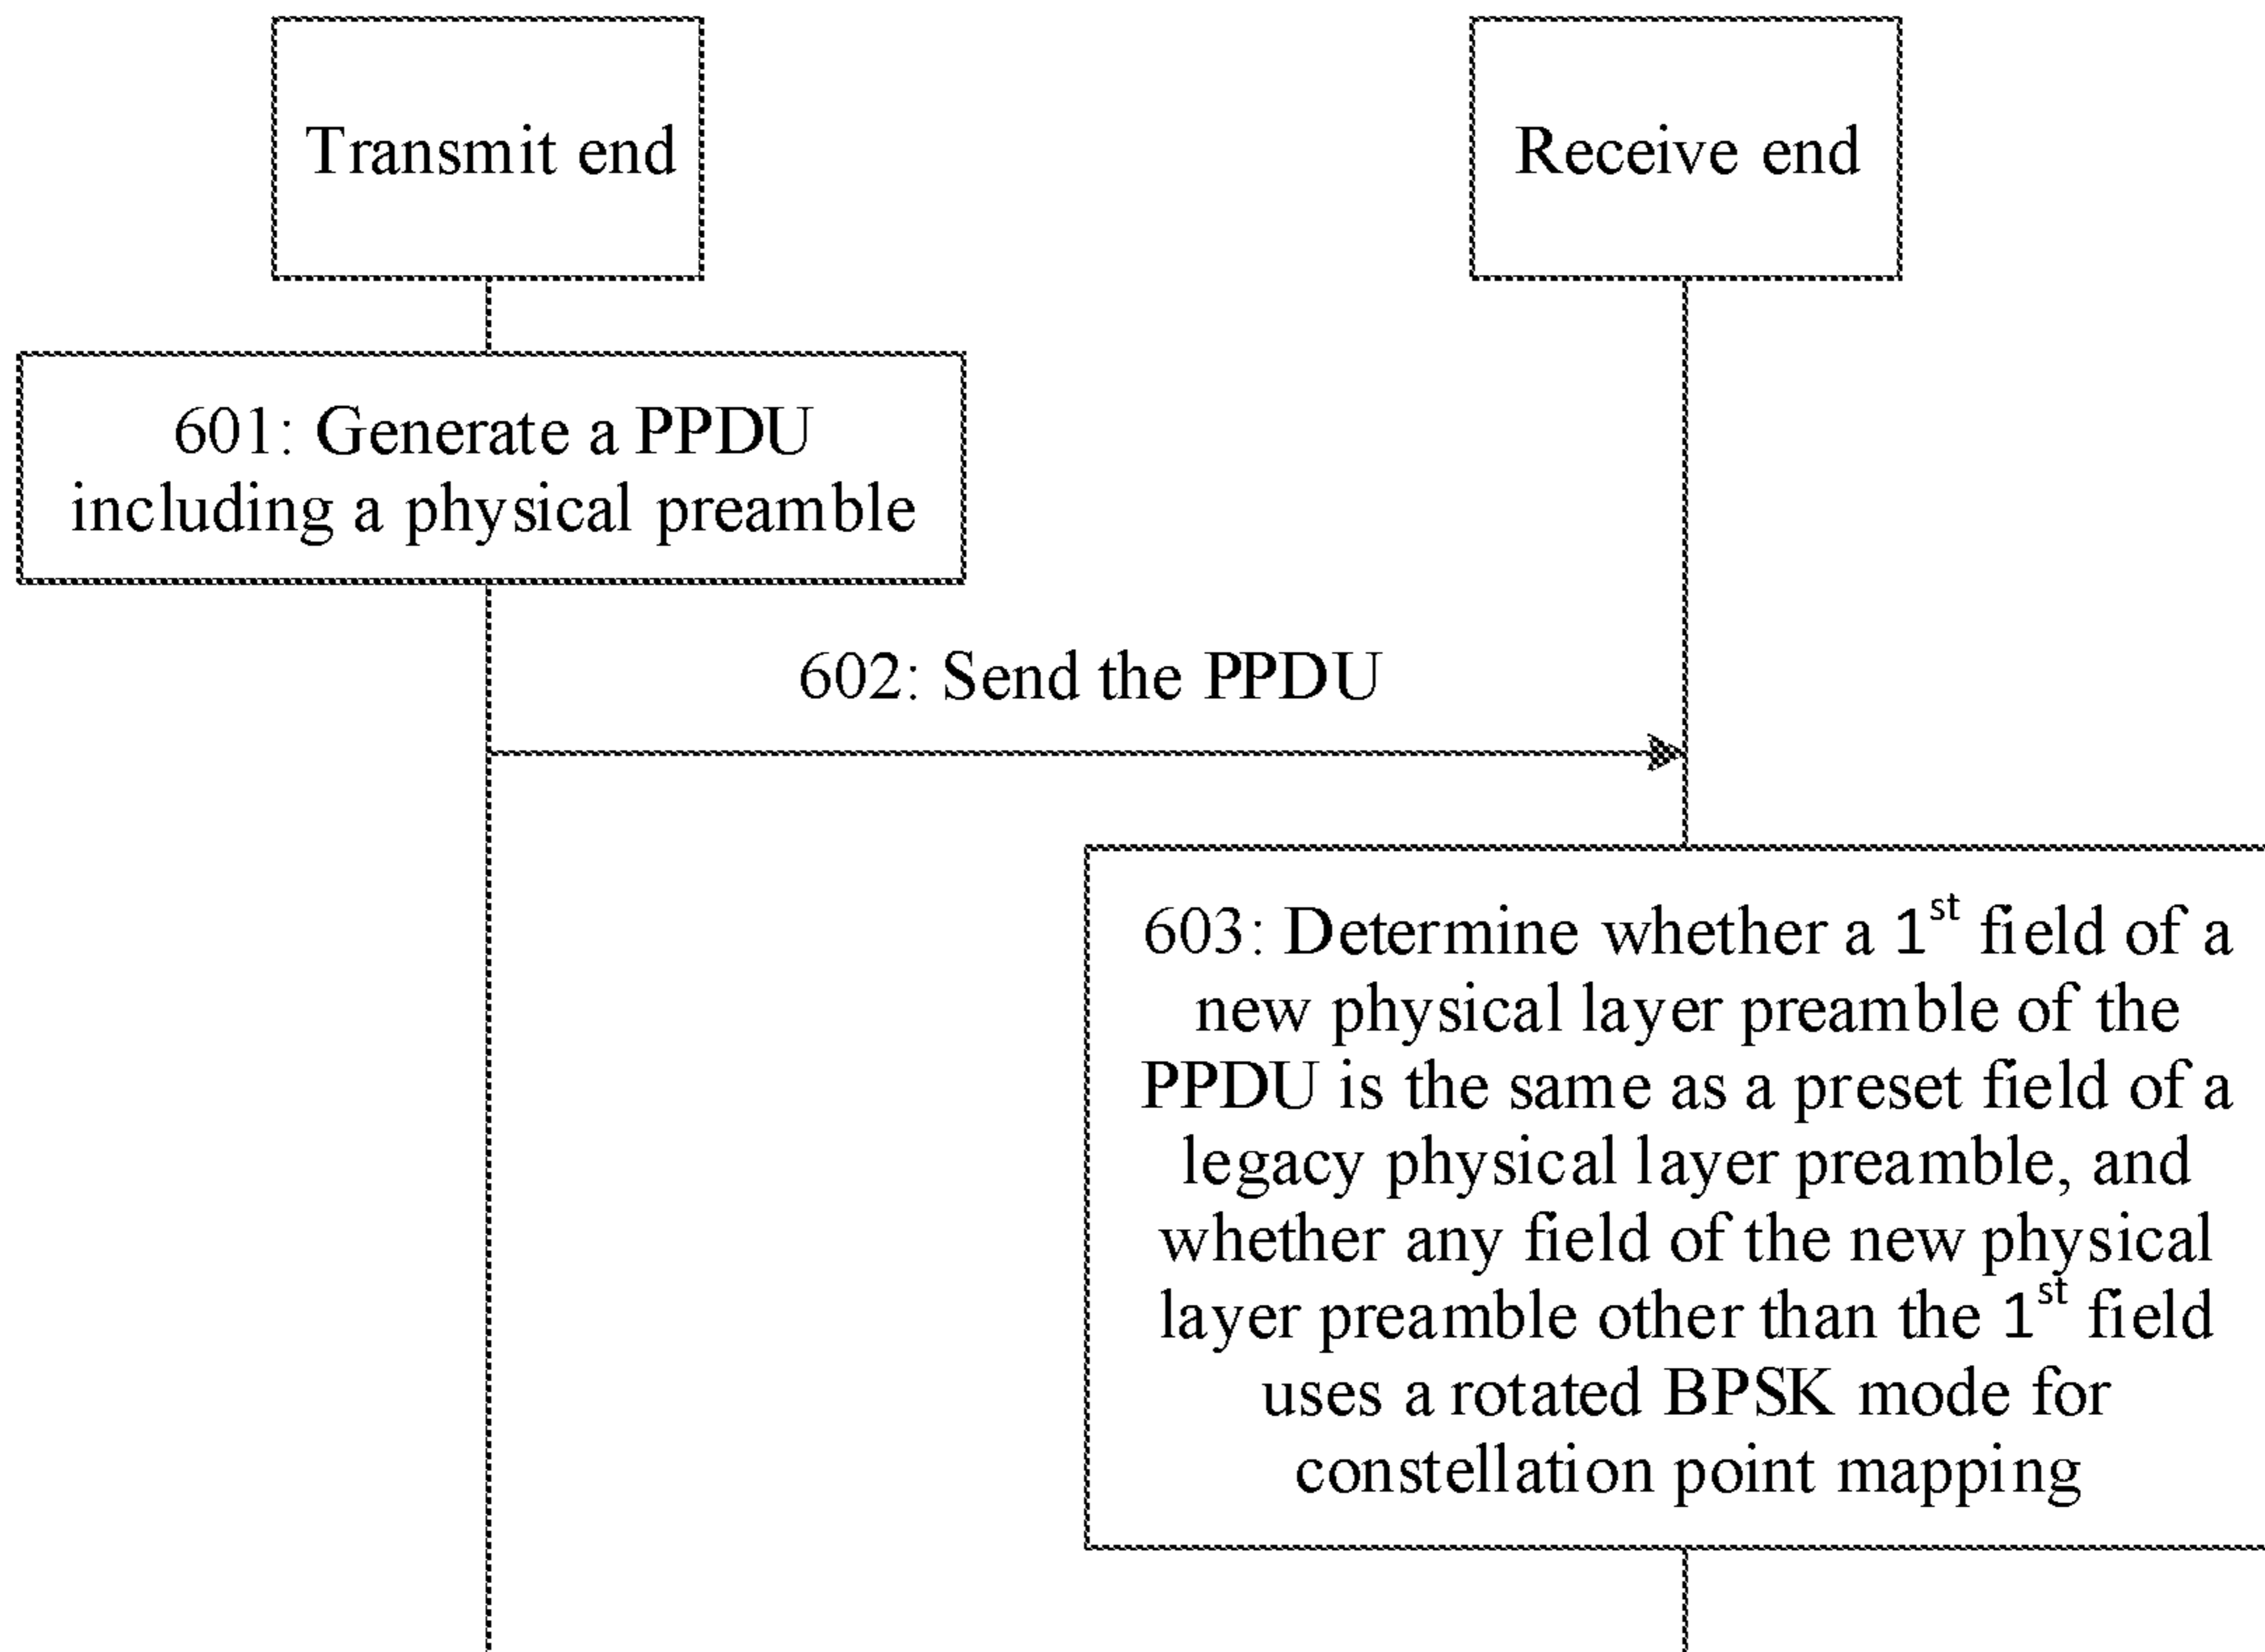 Transmit end
Receive end
601: Generate a PPDU
including a physical preamble
602: Send the PPDU
603: Determine whether a 1st field of a
new physical layer preamble of the
PPDU is the same as a preset field of a
legacy physical layer preamble, and
whether any field of the new physical
layer preamble other than the 1st field
uses a rotated BPSK mode for
constellation point mapping